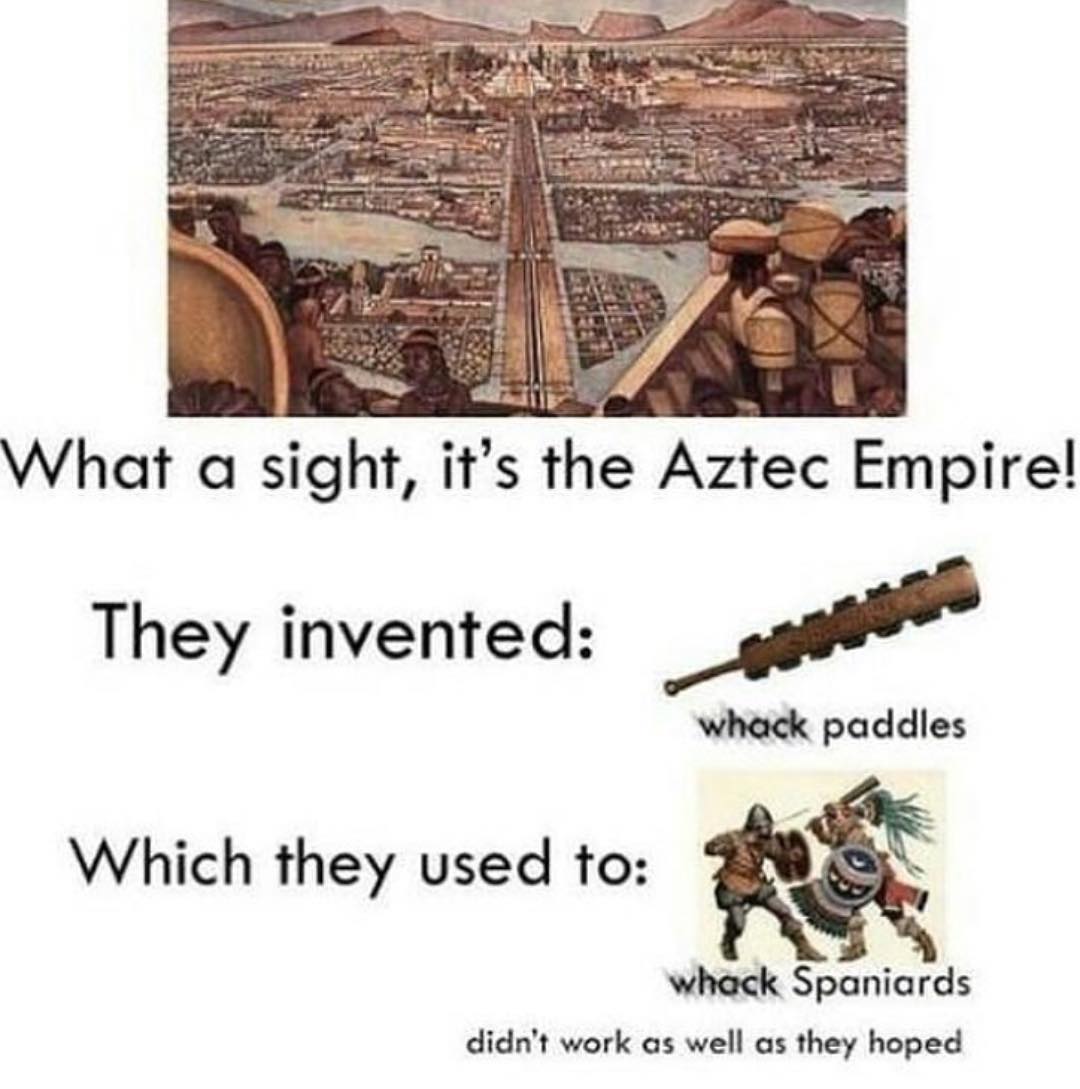 What a sight, it's the Aztec Empire!
They invented:
whack paddles
Which they used to:
whack Spaniards
didn't work as well as they hoped